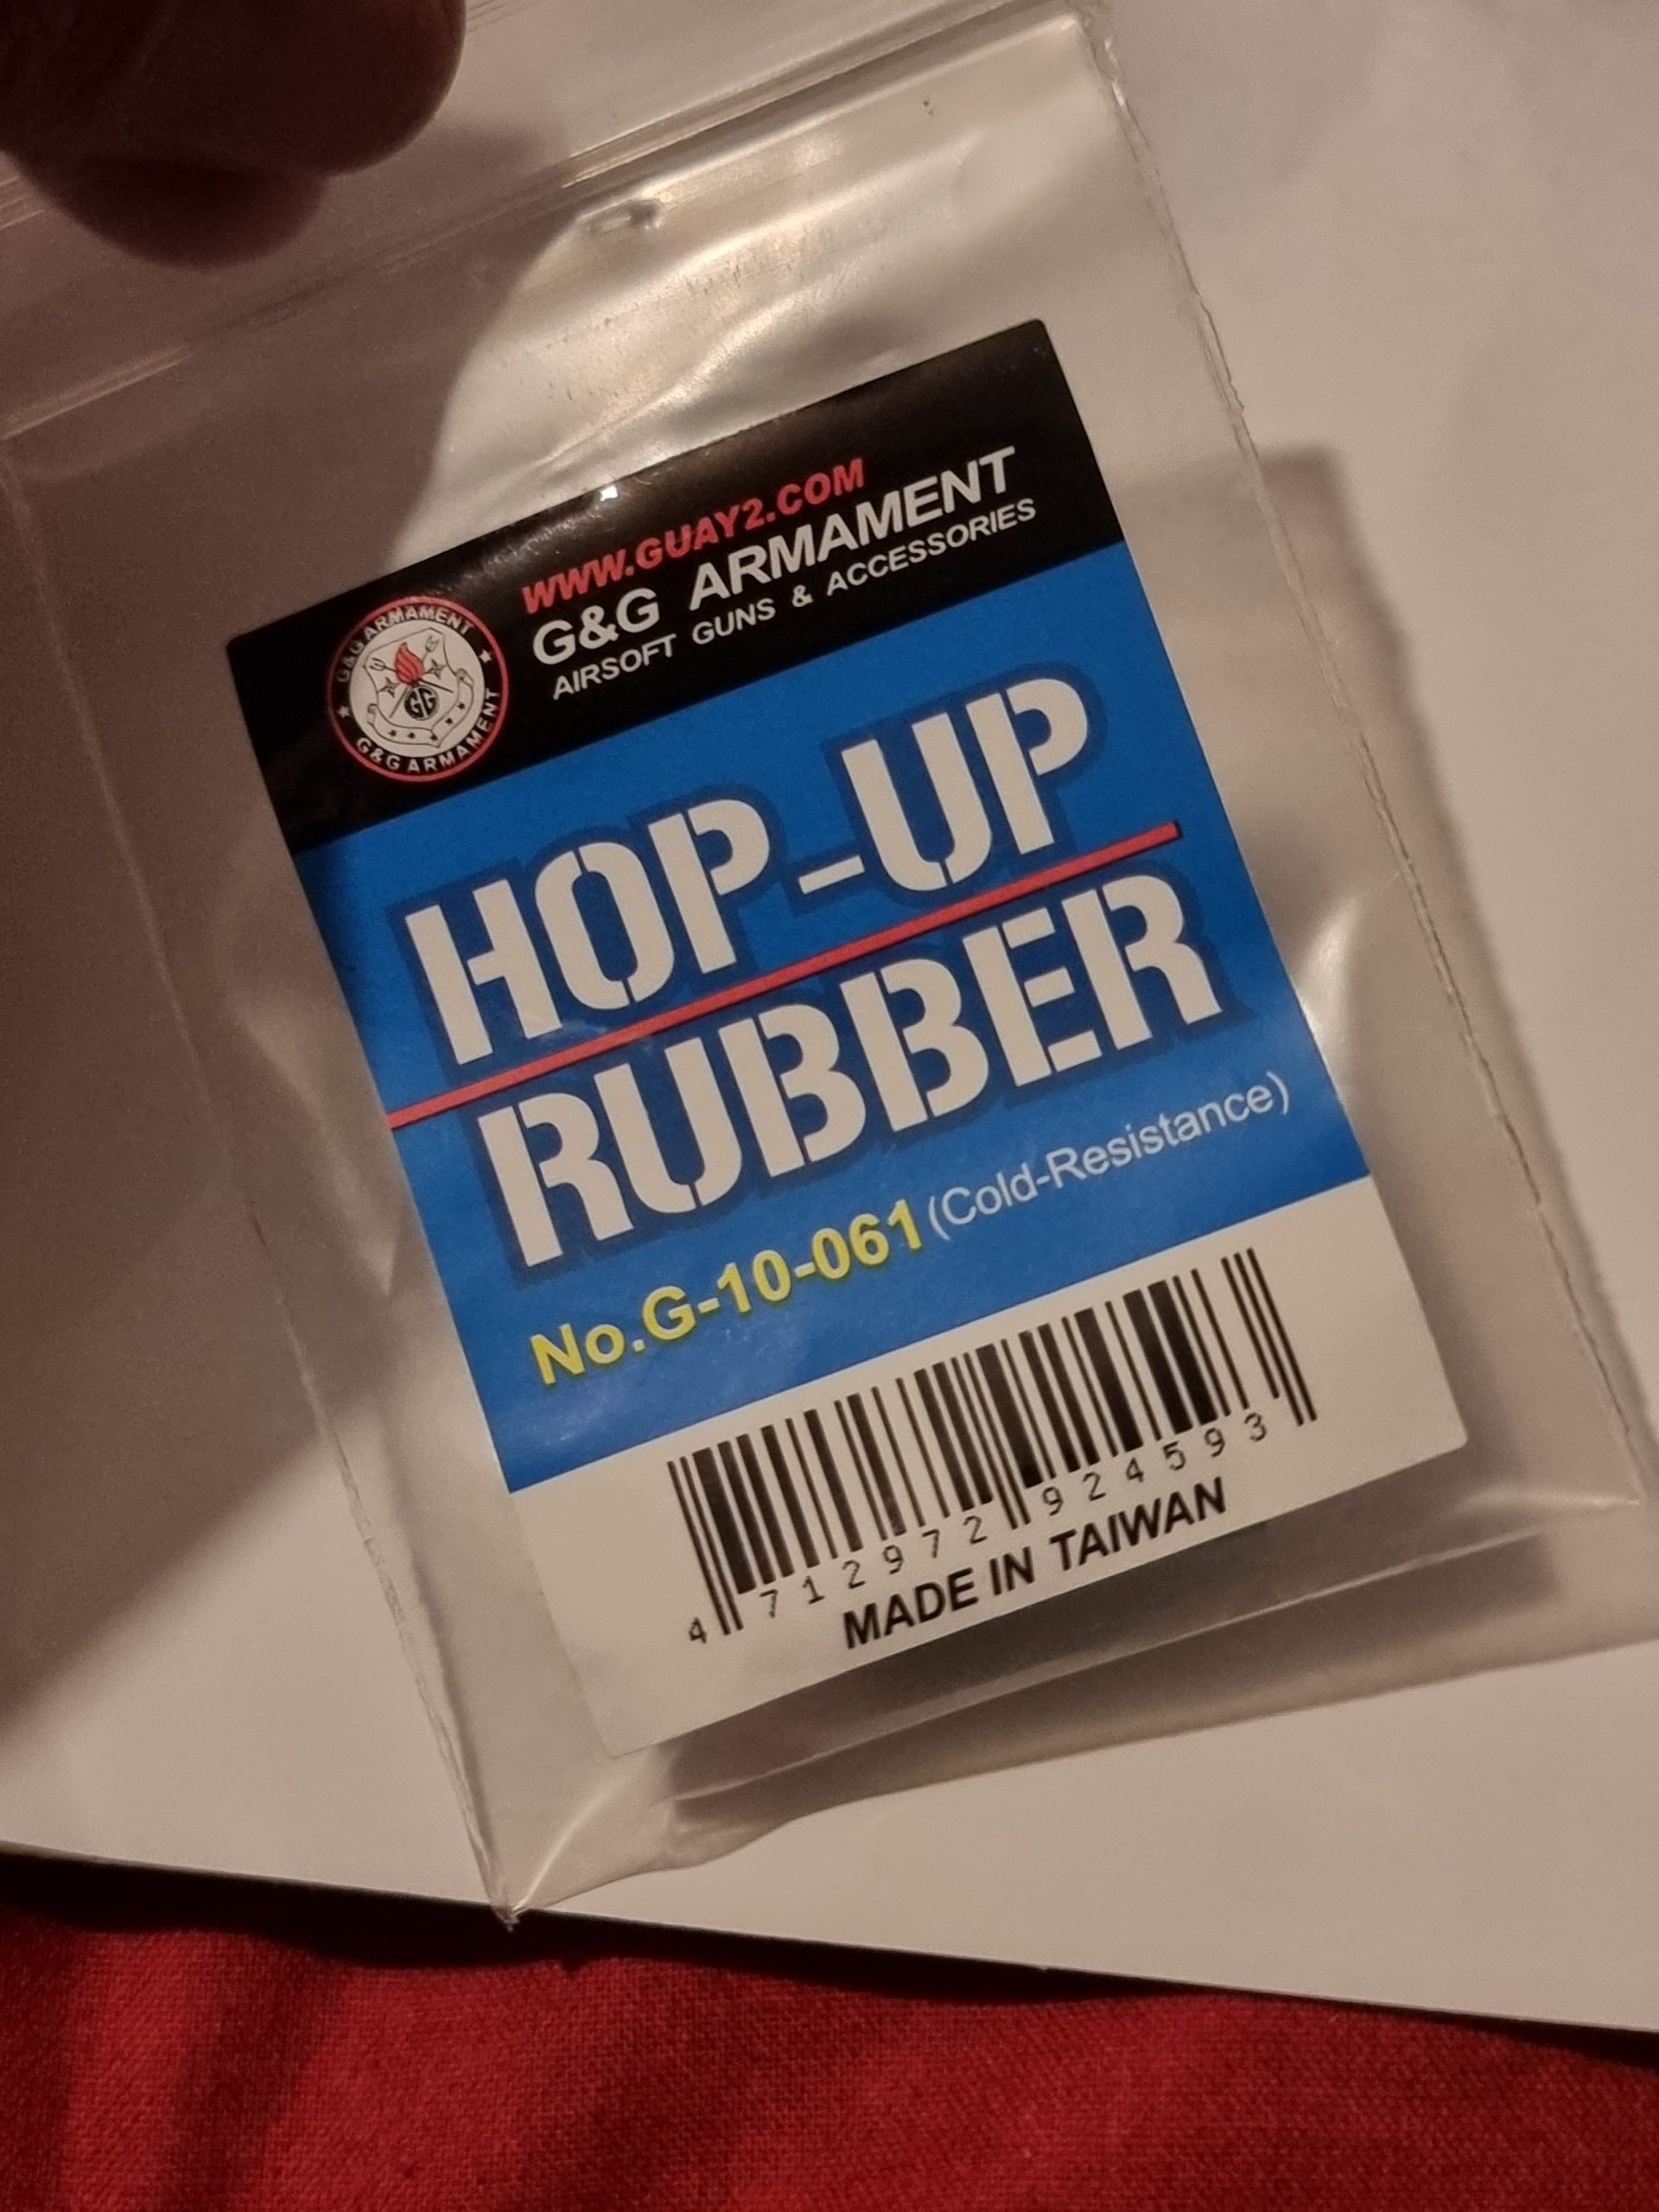 WWW.GUAY2.COM
G&G ARMAMENT
AIRSOFT GUNS & ACCESSORIES
G&G ARMAMENT
GG
G&G ARMAMENT
HOP-UP
RUBBER
No.G-10-061 (Cold-Resistance)
4 712972 924593
MADE IN TAIWAN